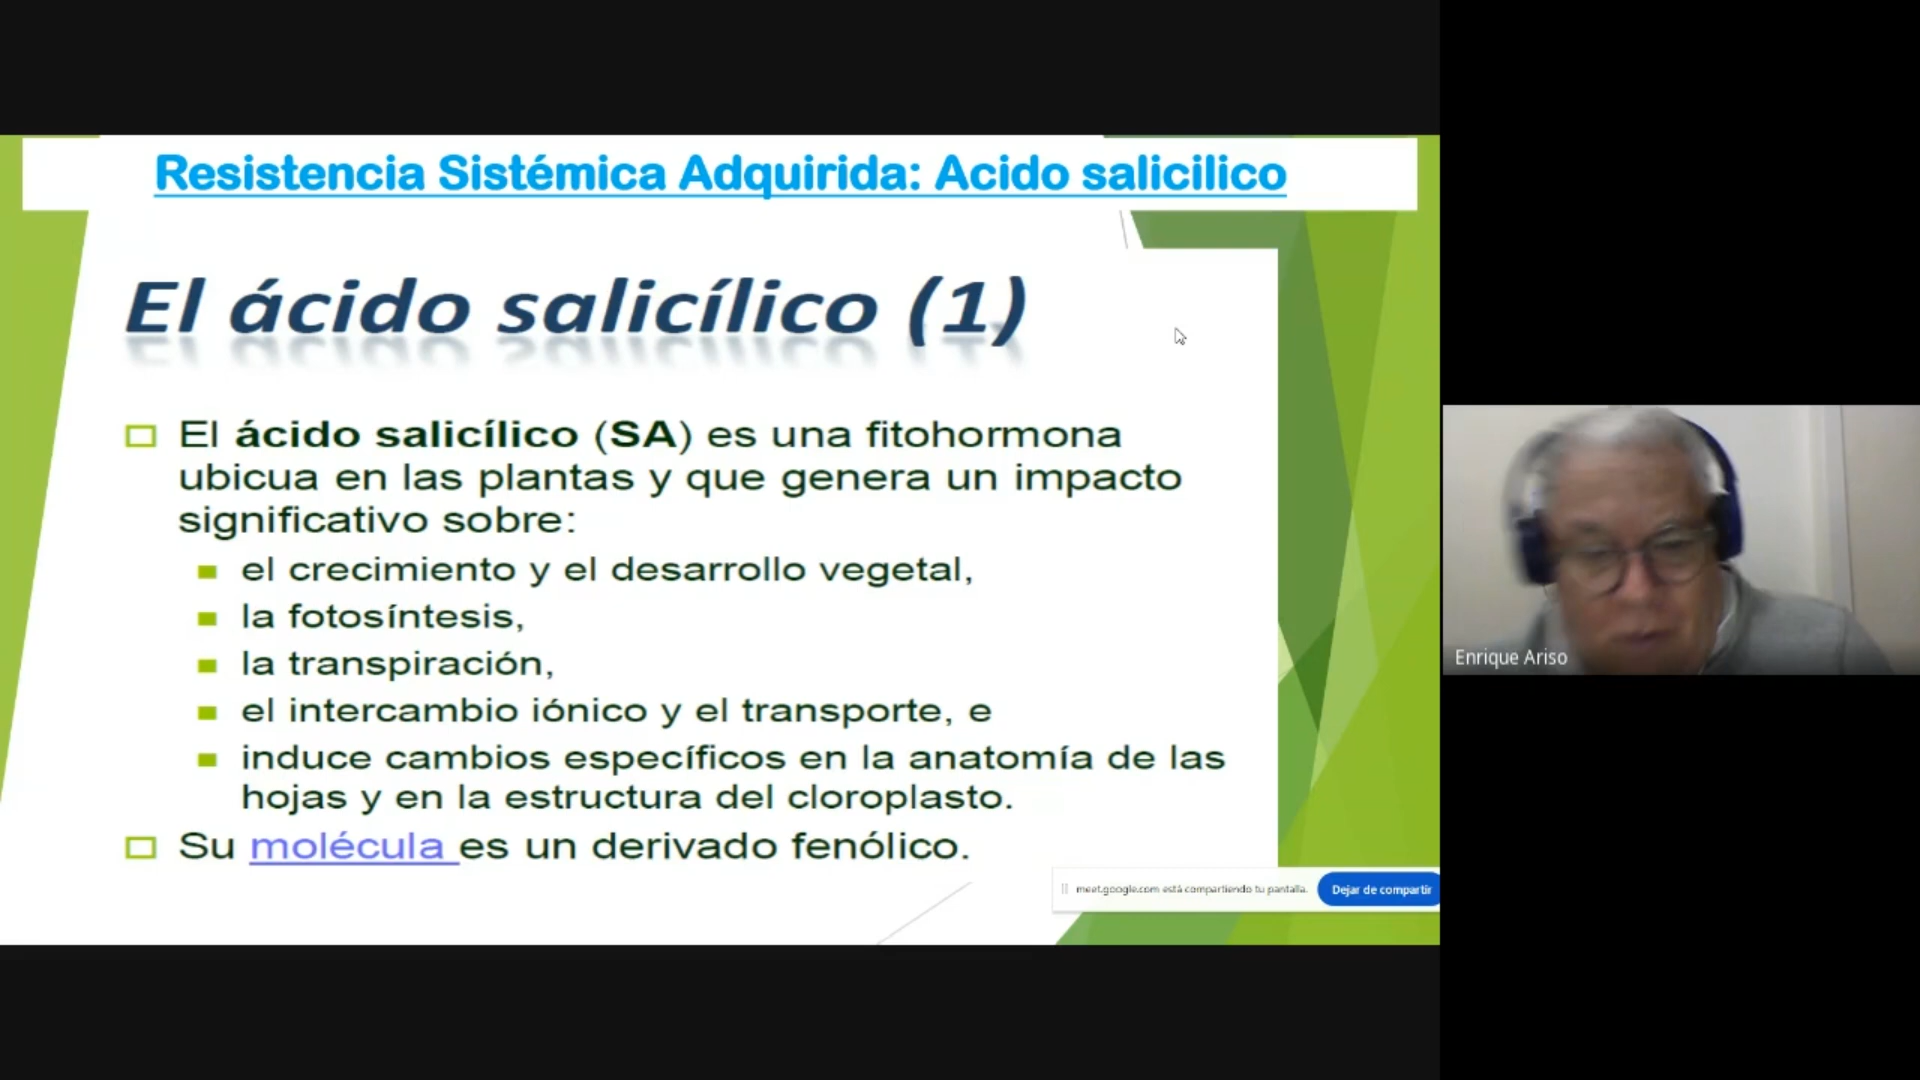 Resistencia Sistémica Adquirida: Acido salicilico
El ácido salicílico (1)
El ácido salicílico (SA) es una fitohormona
ubicua en las plantas y que genera un impacto
significativo sobre:
el crecimiento y el desarrollo vegetal,
la fotosíntesis,
la transpiración,
el intercambio iónico y el transporte, e
induce cambios específicos en la anatomía de las
hojas y en la estructura del cloroplasto.
Su molécula es un derivado fenólico.
meet.google.com está compartiendo tu pantalla.
Dejar de compartir
Enrique Ariso